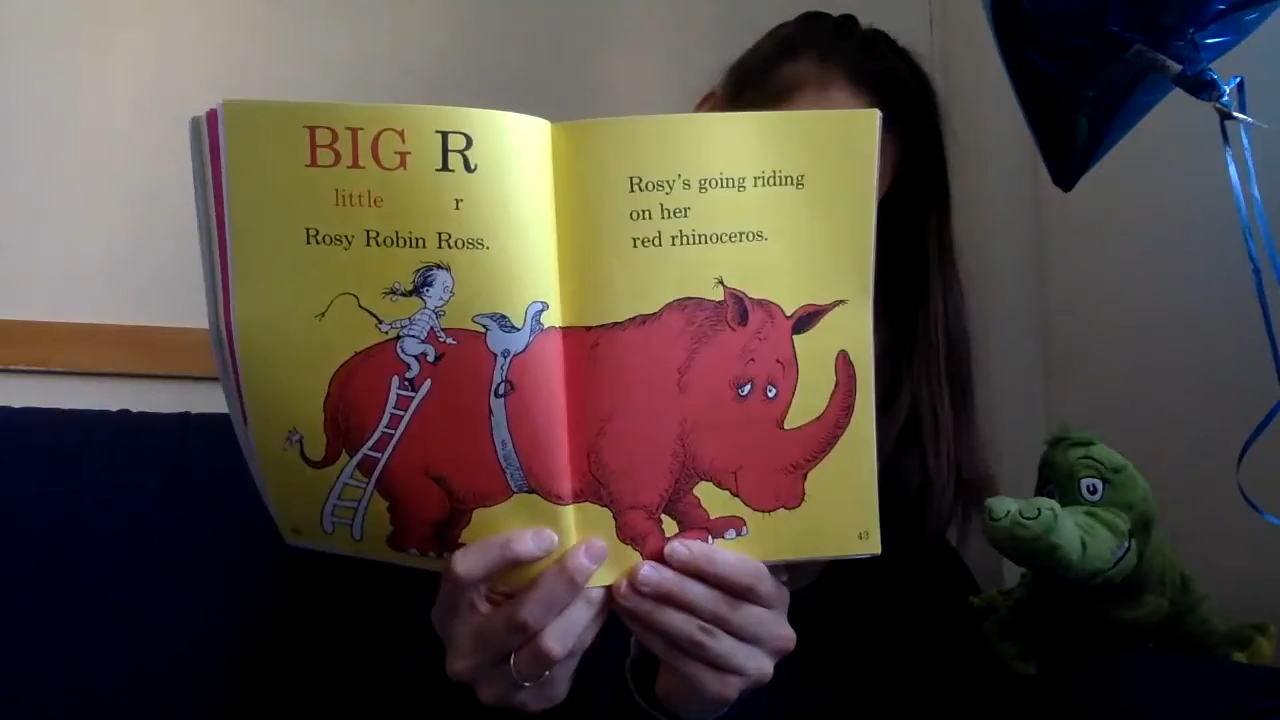 BIG R
little r
Rosy Robin Ross.
Rosy's going riding
on her
red rhinoceros.
43